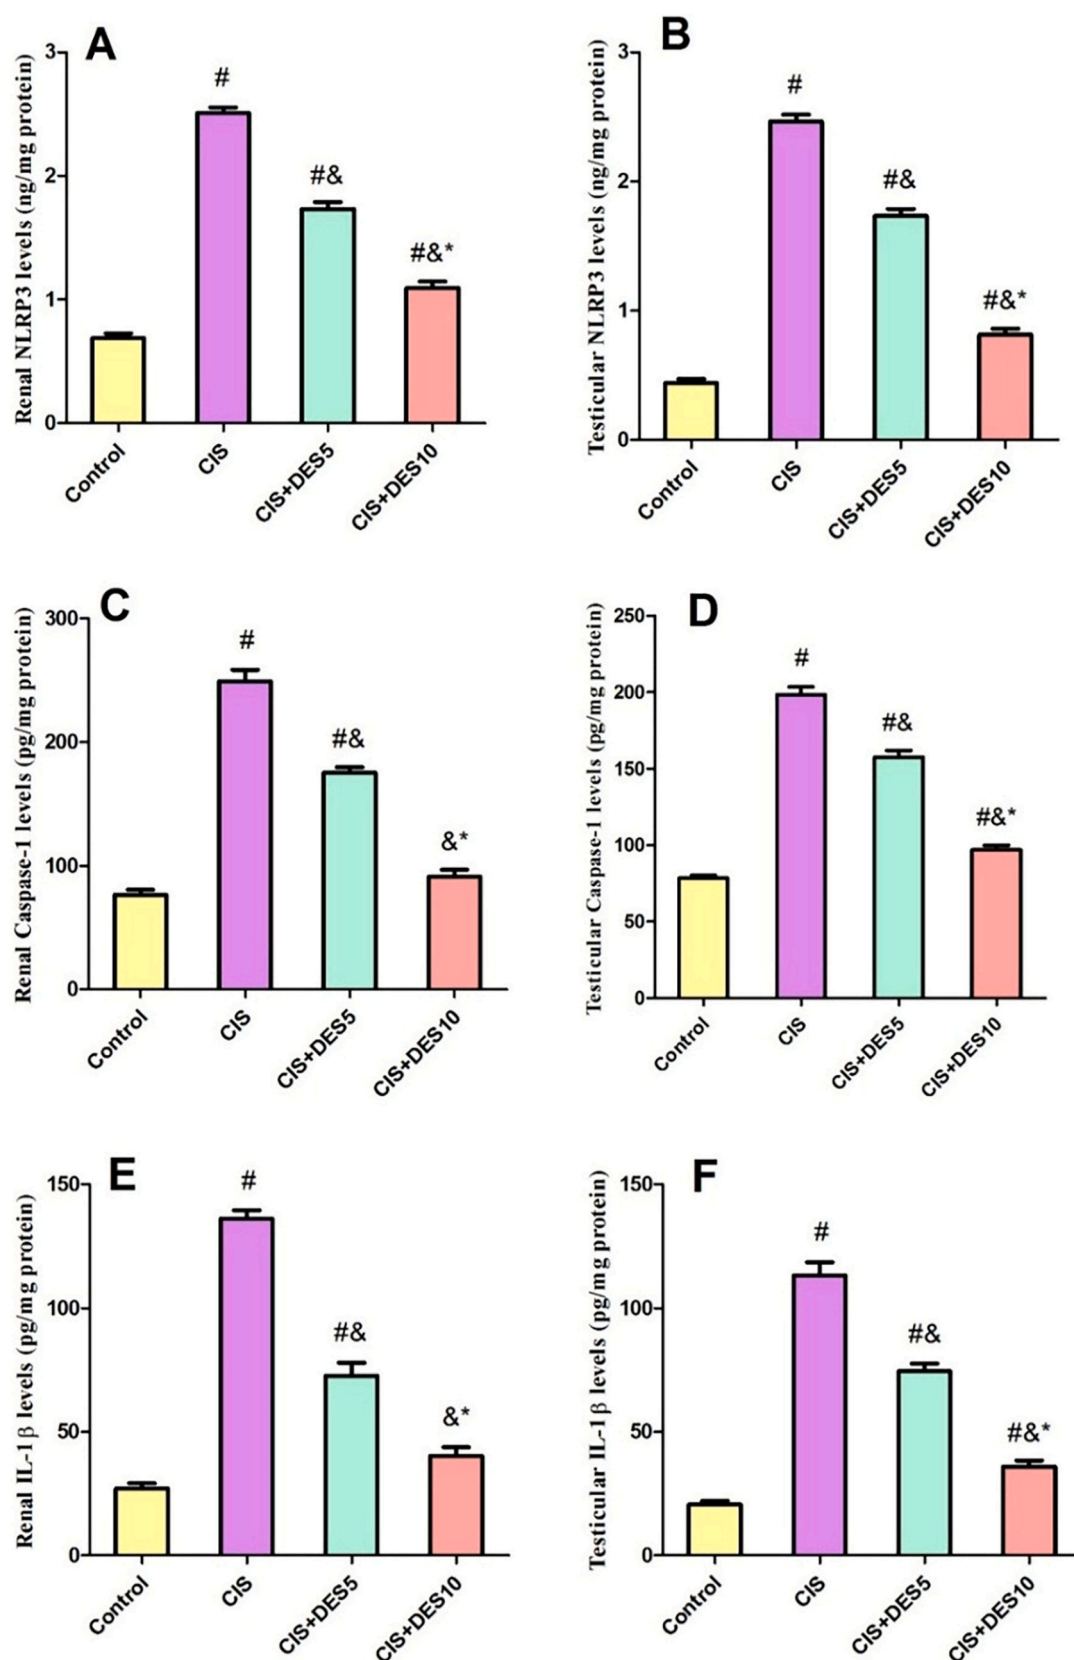 A
Renal NLRP3 levels (ng/mg protein)
3
2
1
0
#
#&
#&*
Control
CIS
CIS+DES5
CIS+DES10
B
Testicular NLRP3 levels (ng/mg protein)
3
2
1
0
#
#&
#&*
Control
CIS
CIS+DES5
CIS+DES10
C
Renal Caspase-1 levels (pg/mg protein)
300
200
100
0
#
#&
&*
Control
CIS
CIS+DES5
CIS+DES10
D
Testicular Caspase-1 levels (pg/mg protein)
250
200
150
100
50
0
#
#&
#&*
Control
CIS
CIS+DES5
CIS+DES10
E
Renal IL-1β levels (pg/mg protein)
150
100
50
0
#
#&
&*
Control
CIS
CIS+DES5
CIS+DES10
F
Testicular IL-1β levels (pg/mg protein)
150
100
50
0
#
#&
#&*
Control
CIS
CIS+DES5
CIS+DES10